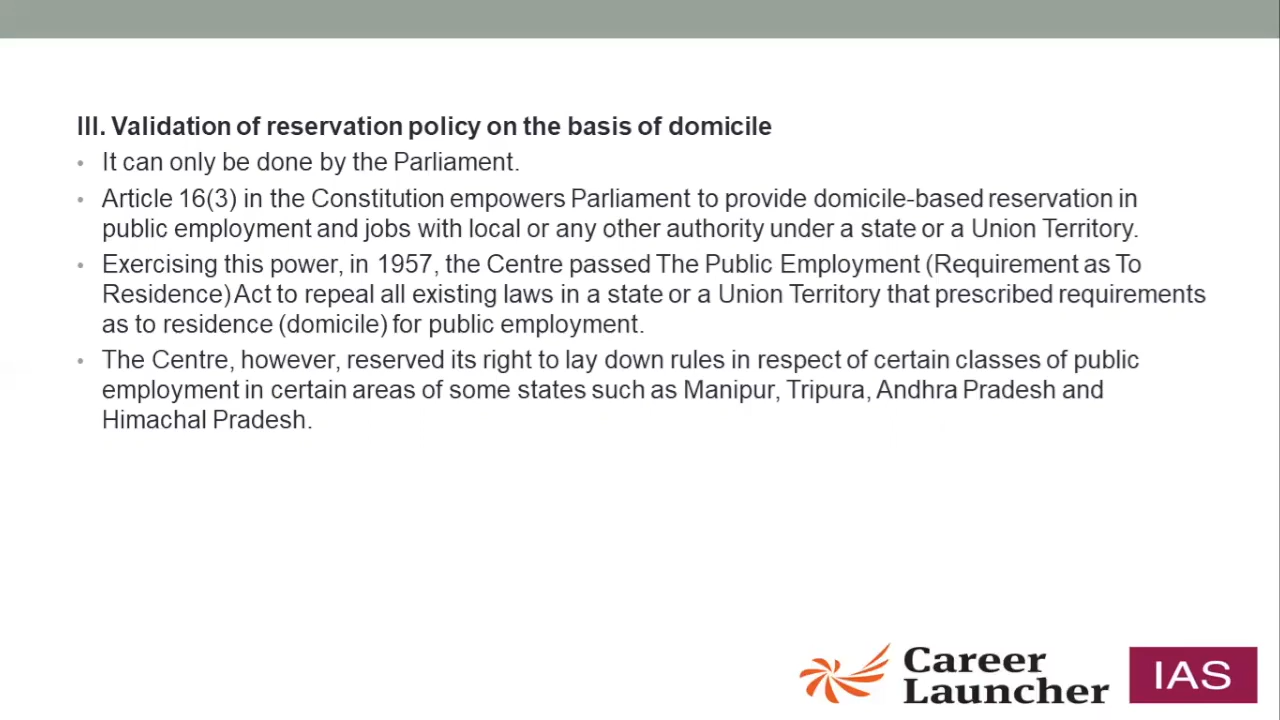 III. Validation of reservation policy on the basis of domicile
• It can only be done by the Parliament.
• Article 16(3) in the Constitution empowers Parliament to provide domicile-based reservation in
public employment and jobs with local or any other authority under a state or a Union Territory.
• Exercising this power, in 1957, the Centre passed The Public Employment (Requirement as To
Residence) Act to repeal all existing laws in a state or a Union Territory that prescribed requirements
as to residence (domicile) for public employment.
• The Centre, however, reserved its right to lay down rules in respect of certain classes of public
employment in certain areas of some states such as Manipur, Tripura, Andhra Pradesh and
Himachal Pradesh.
Career
Launcher
IAS